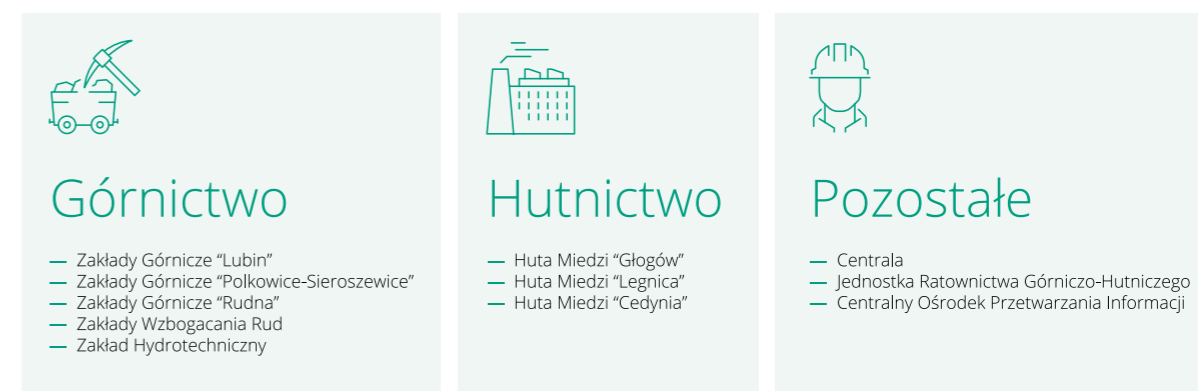 Górnictwo
— Zakłady Górnicze “Lubin”
— Zakłady Górnicze “Polkowice-Sieroszewice”
— Zakłady Górnicze “Rudna”
— Zakłady Wzbogacania Rud
— Zakład Hydrotechniczny
Hutnictwo
— Huta Miedzi “Głogów”
— Huta Miedzi “Legnica”
— Huta Miedzi “Cedynia”
Pozostałe
— Centrala
— Jednostka Ratownictwa Górniczo-Hutniczego
— Centralny Ośrodek Przetwarzania Informacji